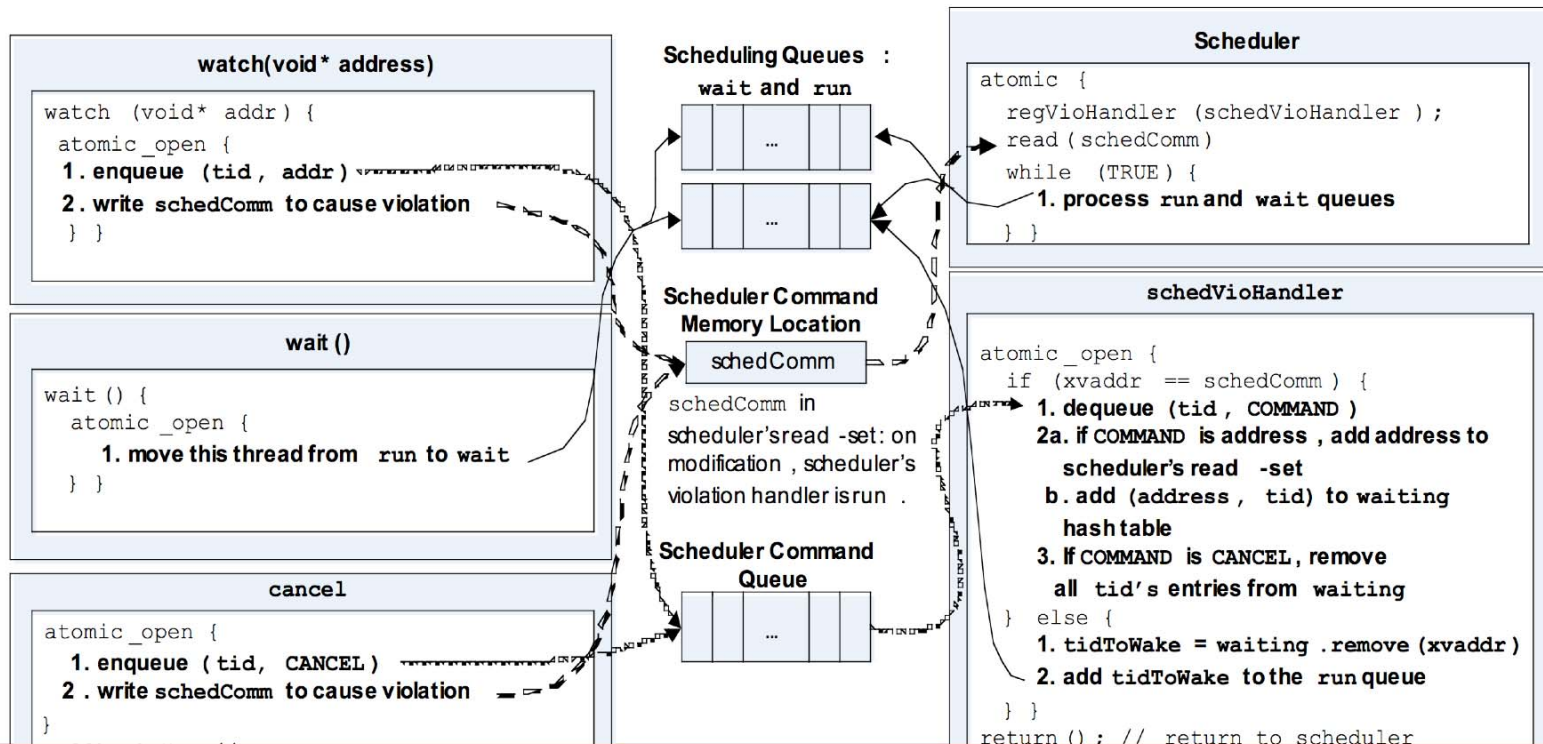 watch(void* address)
watch (void* addr) {
atomic_open {
1. enqueue (tid, addr)
2. write schedComm to cause violation
} }
wait ()
wait () {
atomic_open {
1. move this thread from run to wait
} }
cancel
atomic_open {
1. enqueue (tid, CANCEL)
2. write schedComm to cause violation
}
Scheduling Queues :
wait and run
...
...
Scheduler Command
Memory Location
schedComm
schedComm in
scheduler's read -set: on
modification , scheduler's
violation handler is run .
Scheduler Command
Queue
...
Scheduler
atomic {
regVioHandler (schedVioHandler );
read (schedComm)
while (TRUE) {
1. process run and wait queues
} }
schedVioHandler
atomic_open {
if (xvaddr == schedComm ) {
1. dequeue (tid, COMMAND )
2a. if COMMAND is address , add address to
scheduler's read -set
b. add (address, tid) to waiting
hash table
3. If COMMAND is CANCEL, remove
all tid's entries from waiting
} else {
1. tidToWake = waiting .remove (xvaddr)
2. add tidToWake to the run queue
} }
return (); // return to scheduler